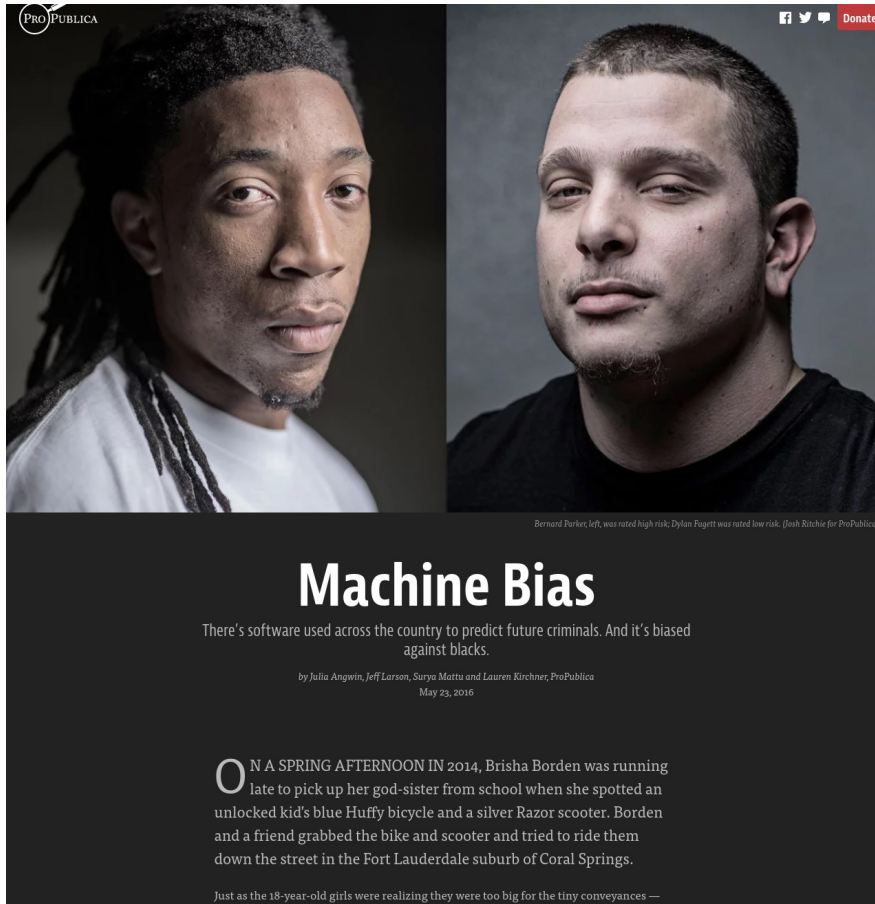 PROPUBLICA
Donate
Bernard Parker, left, was rated high risk; Dylan Fugett was rated low risk. (Josh Ritchie for ProPublica
Machine Bias
There's software used across the country to predict future criminals. And it's biased
against blacks.
by Julia Angwin, Jeff Larson, Surya Mattu and Lauren Kirchner, ProPublica
May 23, 2016
ON A SPRING AFTERNOON IN 2014, Brisha Borden was running
late to pick up her god-sister from school when she spotted an
unlocked kid's blue Huffy bicycle and a silver Razor scooter. Borden
and a friend grabbed the bike and scooter and tried to ride them
down the street in the Fort Lauderdale suburb of Coral Springs.
Just as the 18-year-old girls were realizing they were too big for the tiny conveyances —